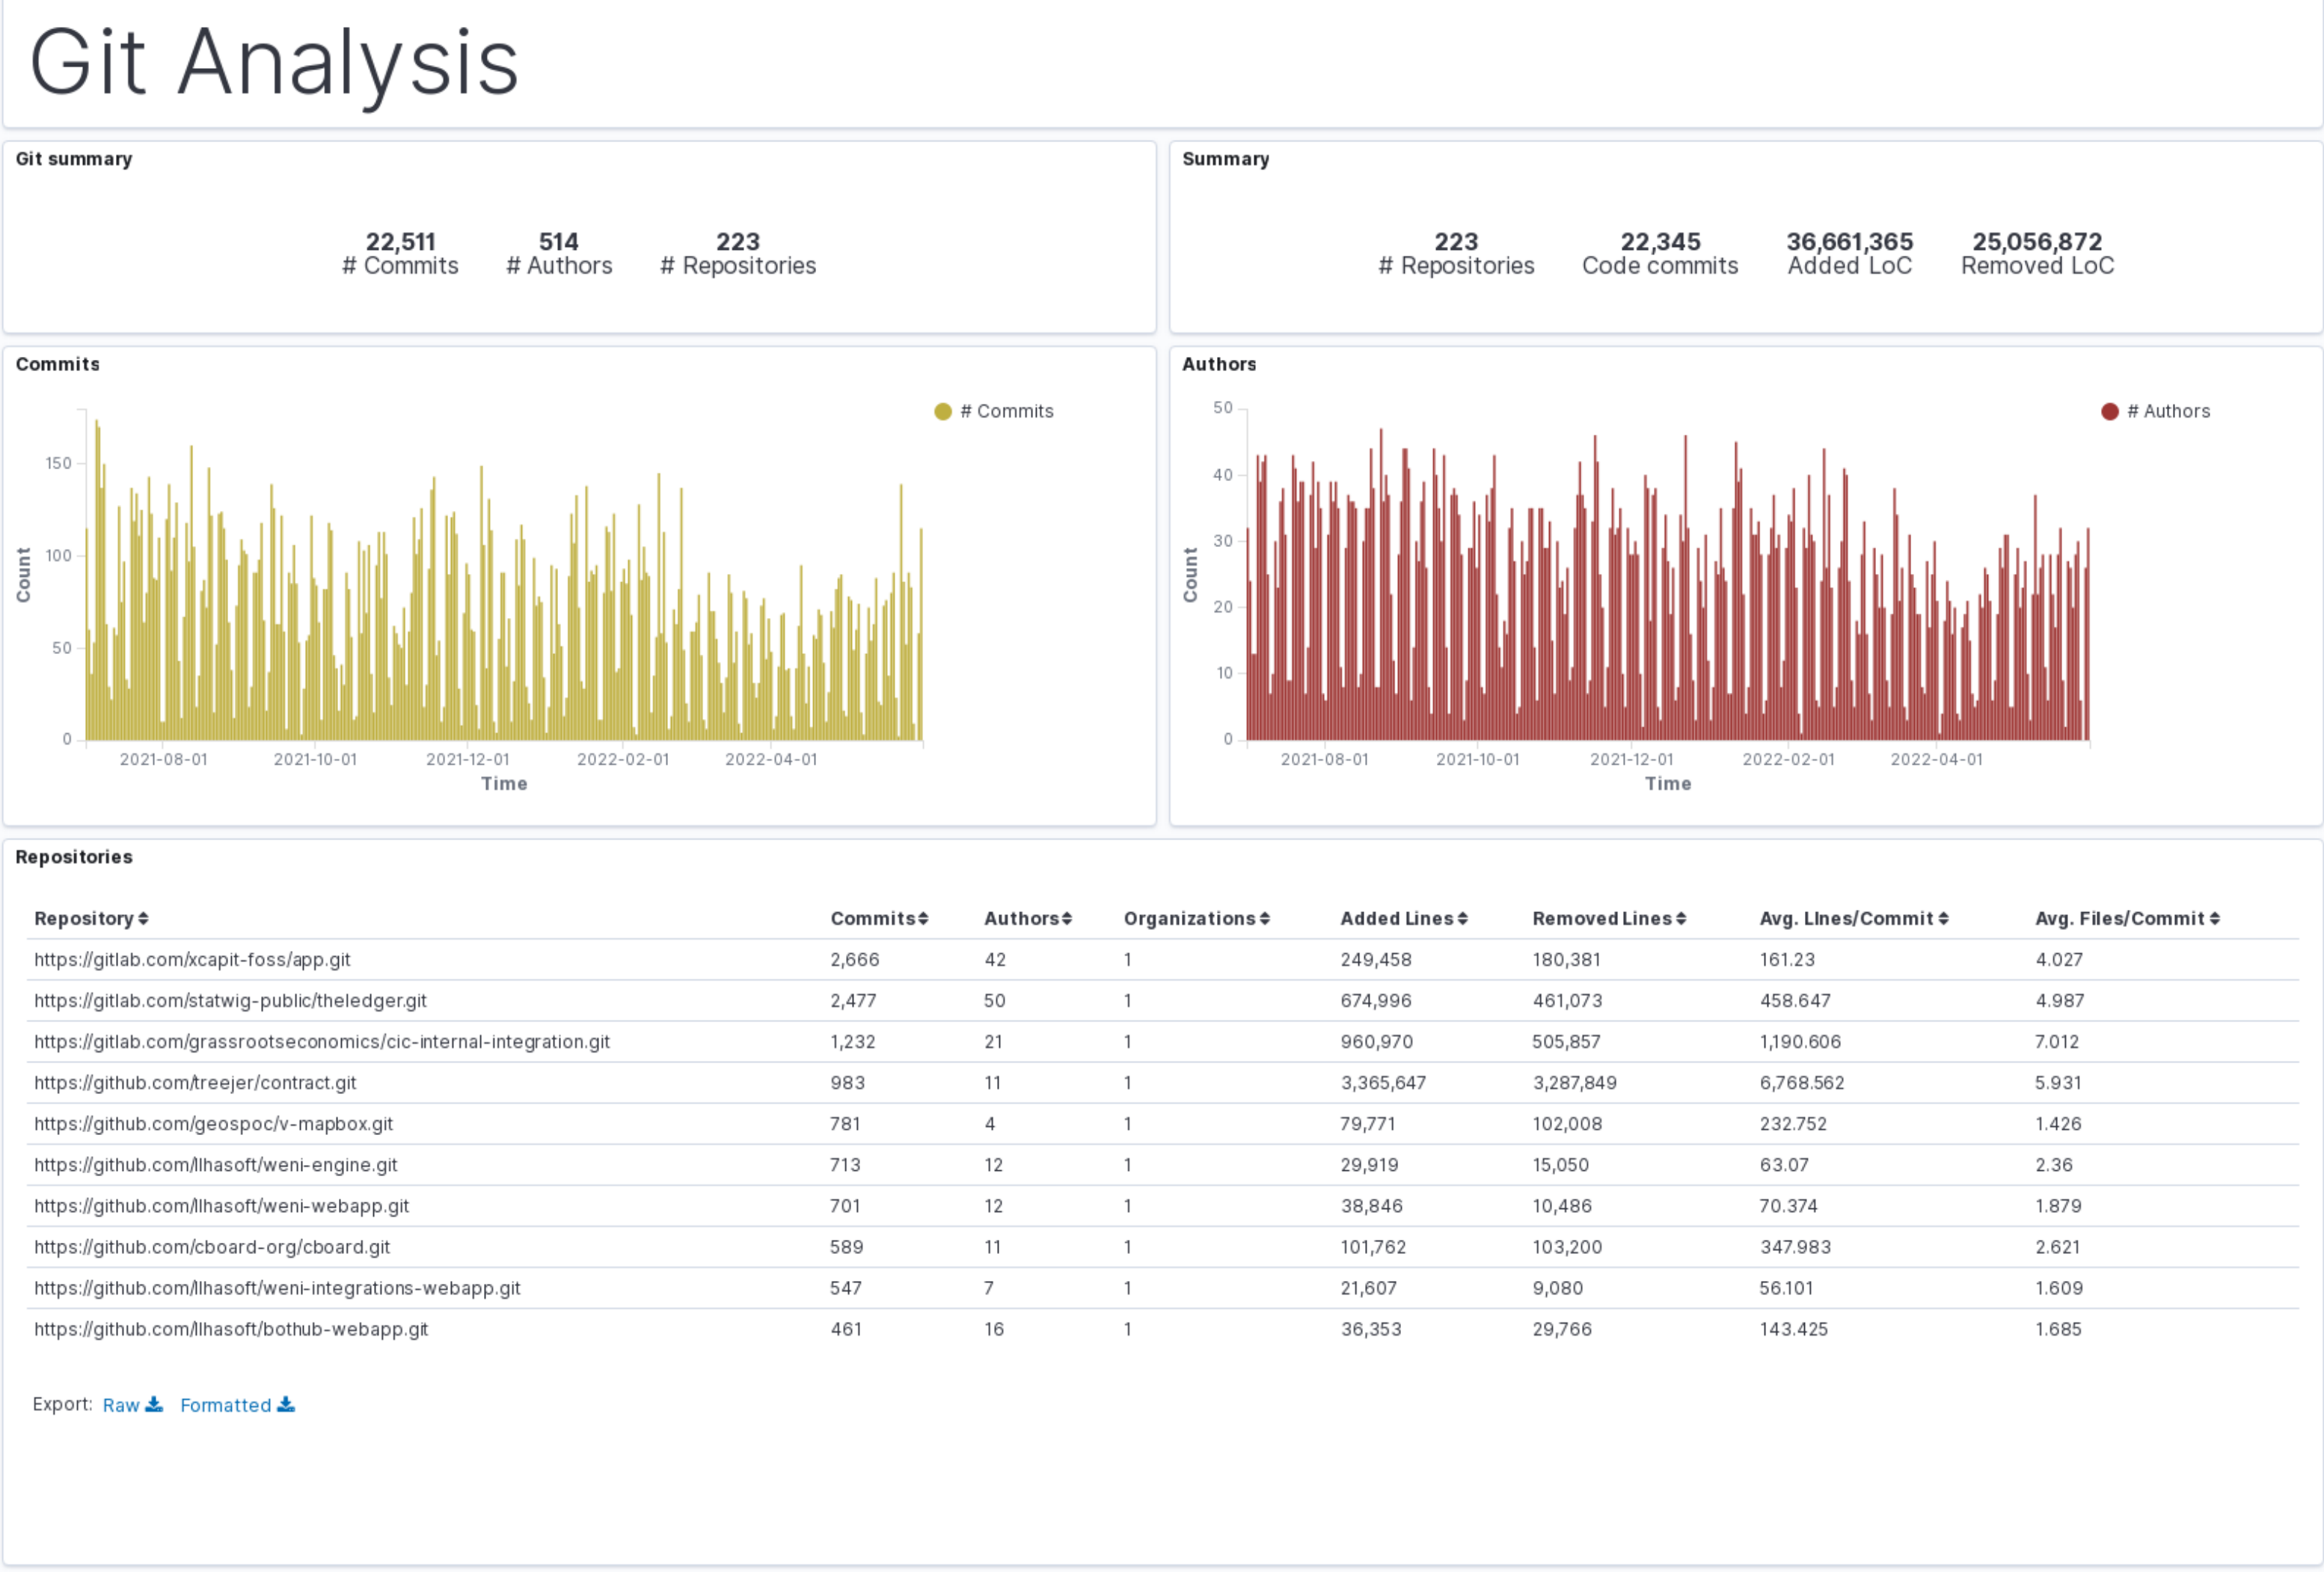 Git Analysis
Git summary
22,511 514 223
# Commits # Authors # Repositories
Summary
223 22,345 36,661,365 25,056,872
# Repositories Code commits Added LoC Removed LoC
Commits
# Commits
150
100
50
0
Count
2021-08-01 2021-10-01 2021-12-01 2022-02-01 2022-04-01
Time
Authors
# Authors
50
40
30
20
10
0
Count
2021-08-01 2021-10-01 2021-12-01 2022-02-01 2022-04-01
Time
Repositories
Repository Commits Authors Organizations Added Lines Removed Lines Avg. LInes/Commit Avg. Files/Commit
https://gitlab.com/xcapit-foss/app.git 2,666 42 1 249,458 180,381 161.23 4.027
https://gitlab.com/statwig-public/theledger.git 2,477 50 1 674,996 461,073 458.647 4.987
https://gitlab.com/grassrootseconomics/cic-internal-integration.git 1,232 21 1 960,970 505,857 1,190.606 7.012
https://github.com/treejer/contract.git 983 11 1 3,365,647 3,287,849 6,768.562 5.931
https://github.com/geospoc/v-mapbox.git 781 4 1 79,771 102,008 232.752 1.426
https://github.com/Ilhasoft/weni-engine.git 713 12 1 29,919 15,050 63.07 2.36
https://github.com/Ilhasoft/weni-webapp.git 701 12 1 38,846 10,486 70.374 1.879
https://github.com/cboard-org/cboard.git 589 11 1 101,762 103,200 347.983 2.621
https://github.com/Ilhasoft/weni-integrations-webapp.git 547 7 1 21,607 9,080 56.101 1.609
https://github.com/Ilhasoft/bothub-webapp.git 461 16 1 36,353 29,766 143.425 1.685
Export: Raw Formatted